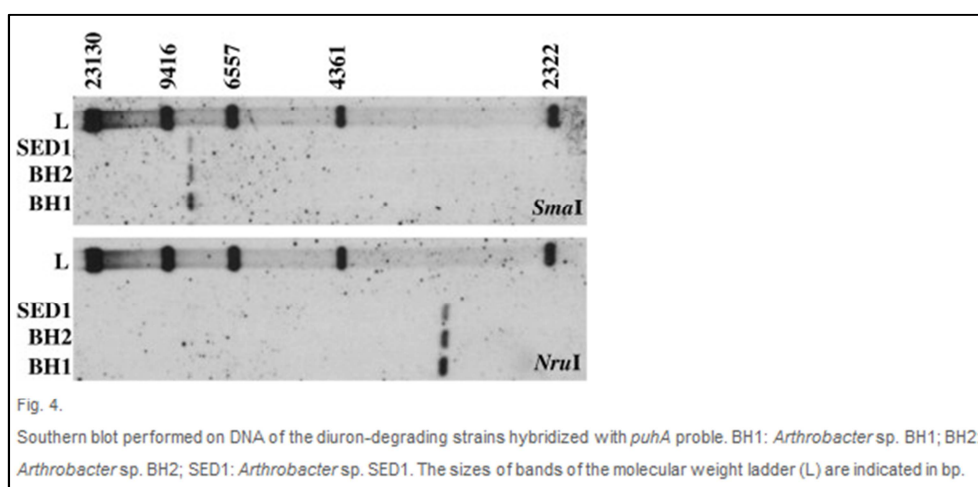 23130 9416 6557 4361 2322
L
SED1
BH2
BH1
SmaI
L
SED1
BH2
BH1
NruI
Fig. 4.
Southern blot performed on DNA of the diuron-degrading strains hybridized with puhA proble. BH1: Arthrobacter sp. BH1; BH2
Arthrobacter sp. BH2; SED1: Arthrobacter sp. SED1. The sizes of bands of the molecular weight ladder (L) are indicated in bp.